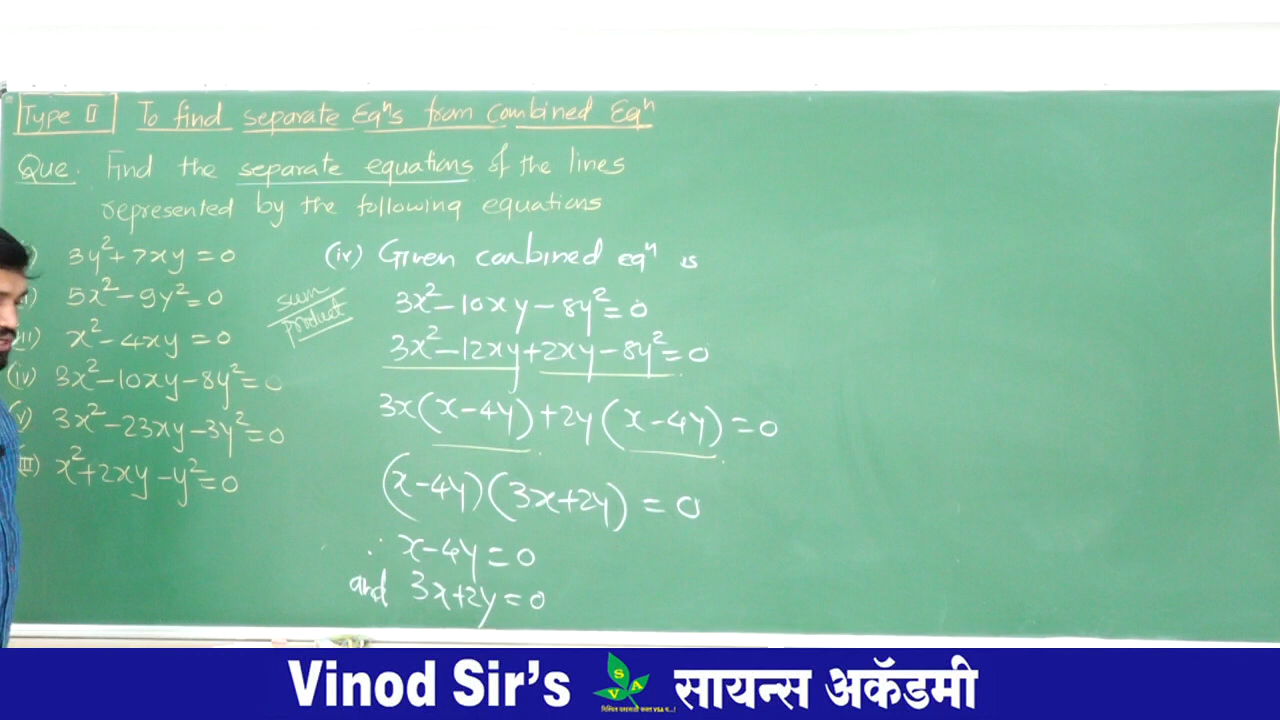 Type II To find separate Eqⁿs from Combined Eqⁿ
Que. Find the separate equations of the lines
represented by the following equations
) 3y²+7xy=0
) 5x²-9y²=0
) x²-4xy=0
(iv) 3x²-10xy-8y²=0
v) 3x²-23xy-3y²=0
III) x²+2xy-y²=0
sum
product
(iv) Given combined eqⁿ is
3x²-10xy-8y²=0
3x²-12xy+2xy-8y²=0
3x(x-4y)+2y(x-4y)=0
(x-4y)(3x+2y)=0
∴ x-4y=0
and 3x+2y=0
Vinod Sir's SVA सायन्स अकॅडमी